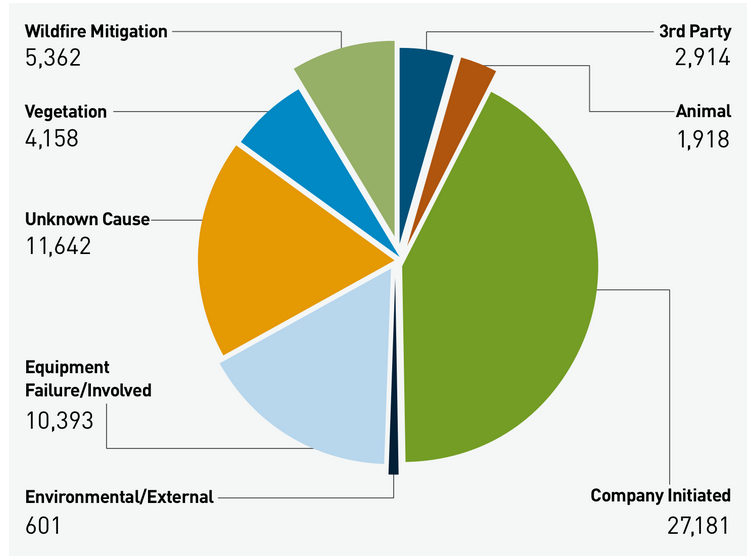 Wildfire Mitigation
5,362
3rd Party
2,914
Vegetation
4,158
Animal
1,918
Unknown Cause
11,642
Equipment
Failure/Involved
10,393
Environmental/External
601
Company Initiated
27,181